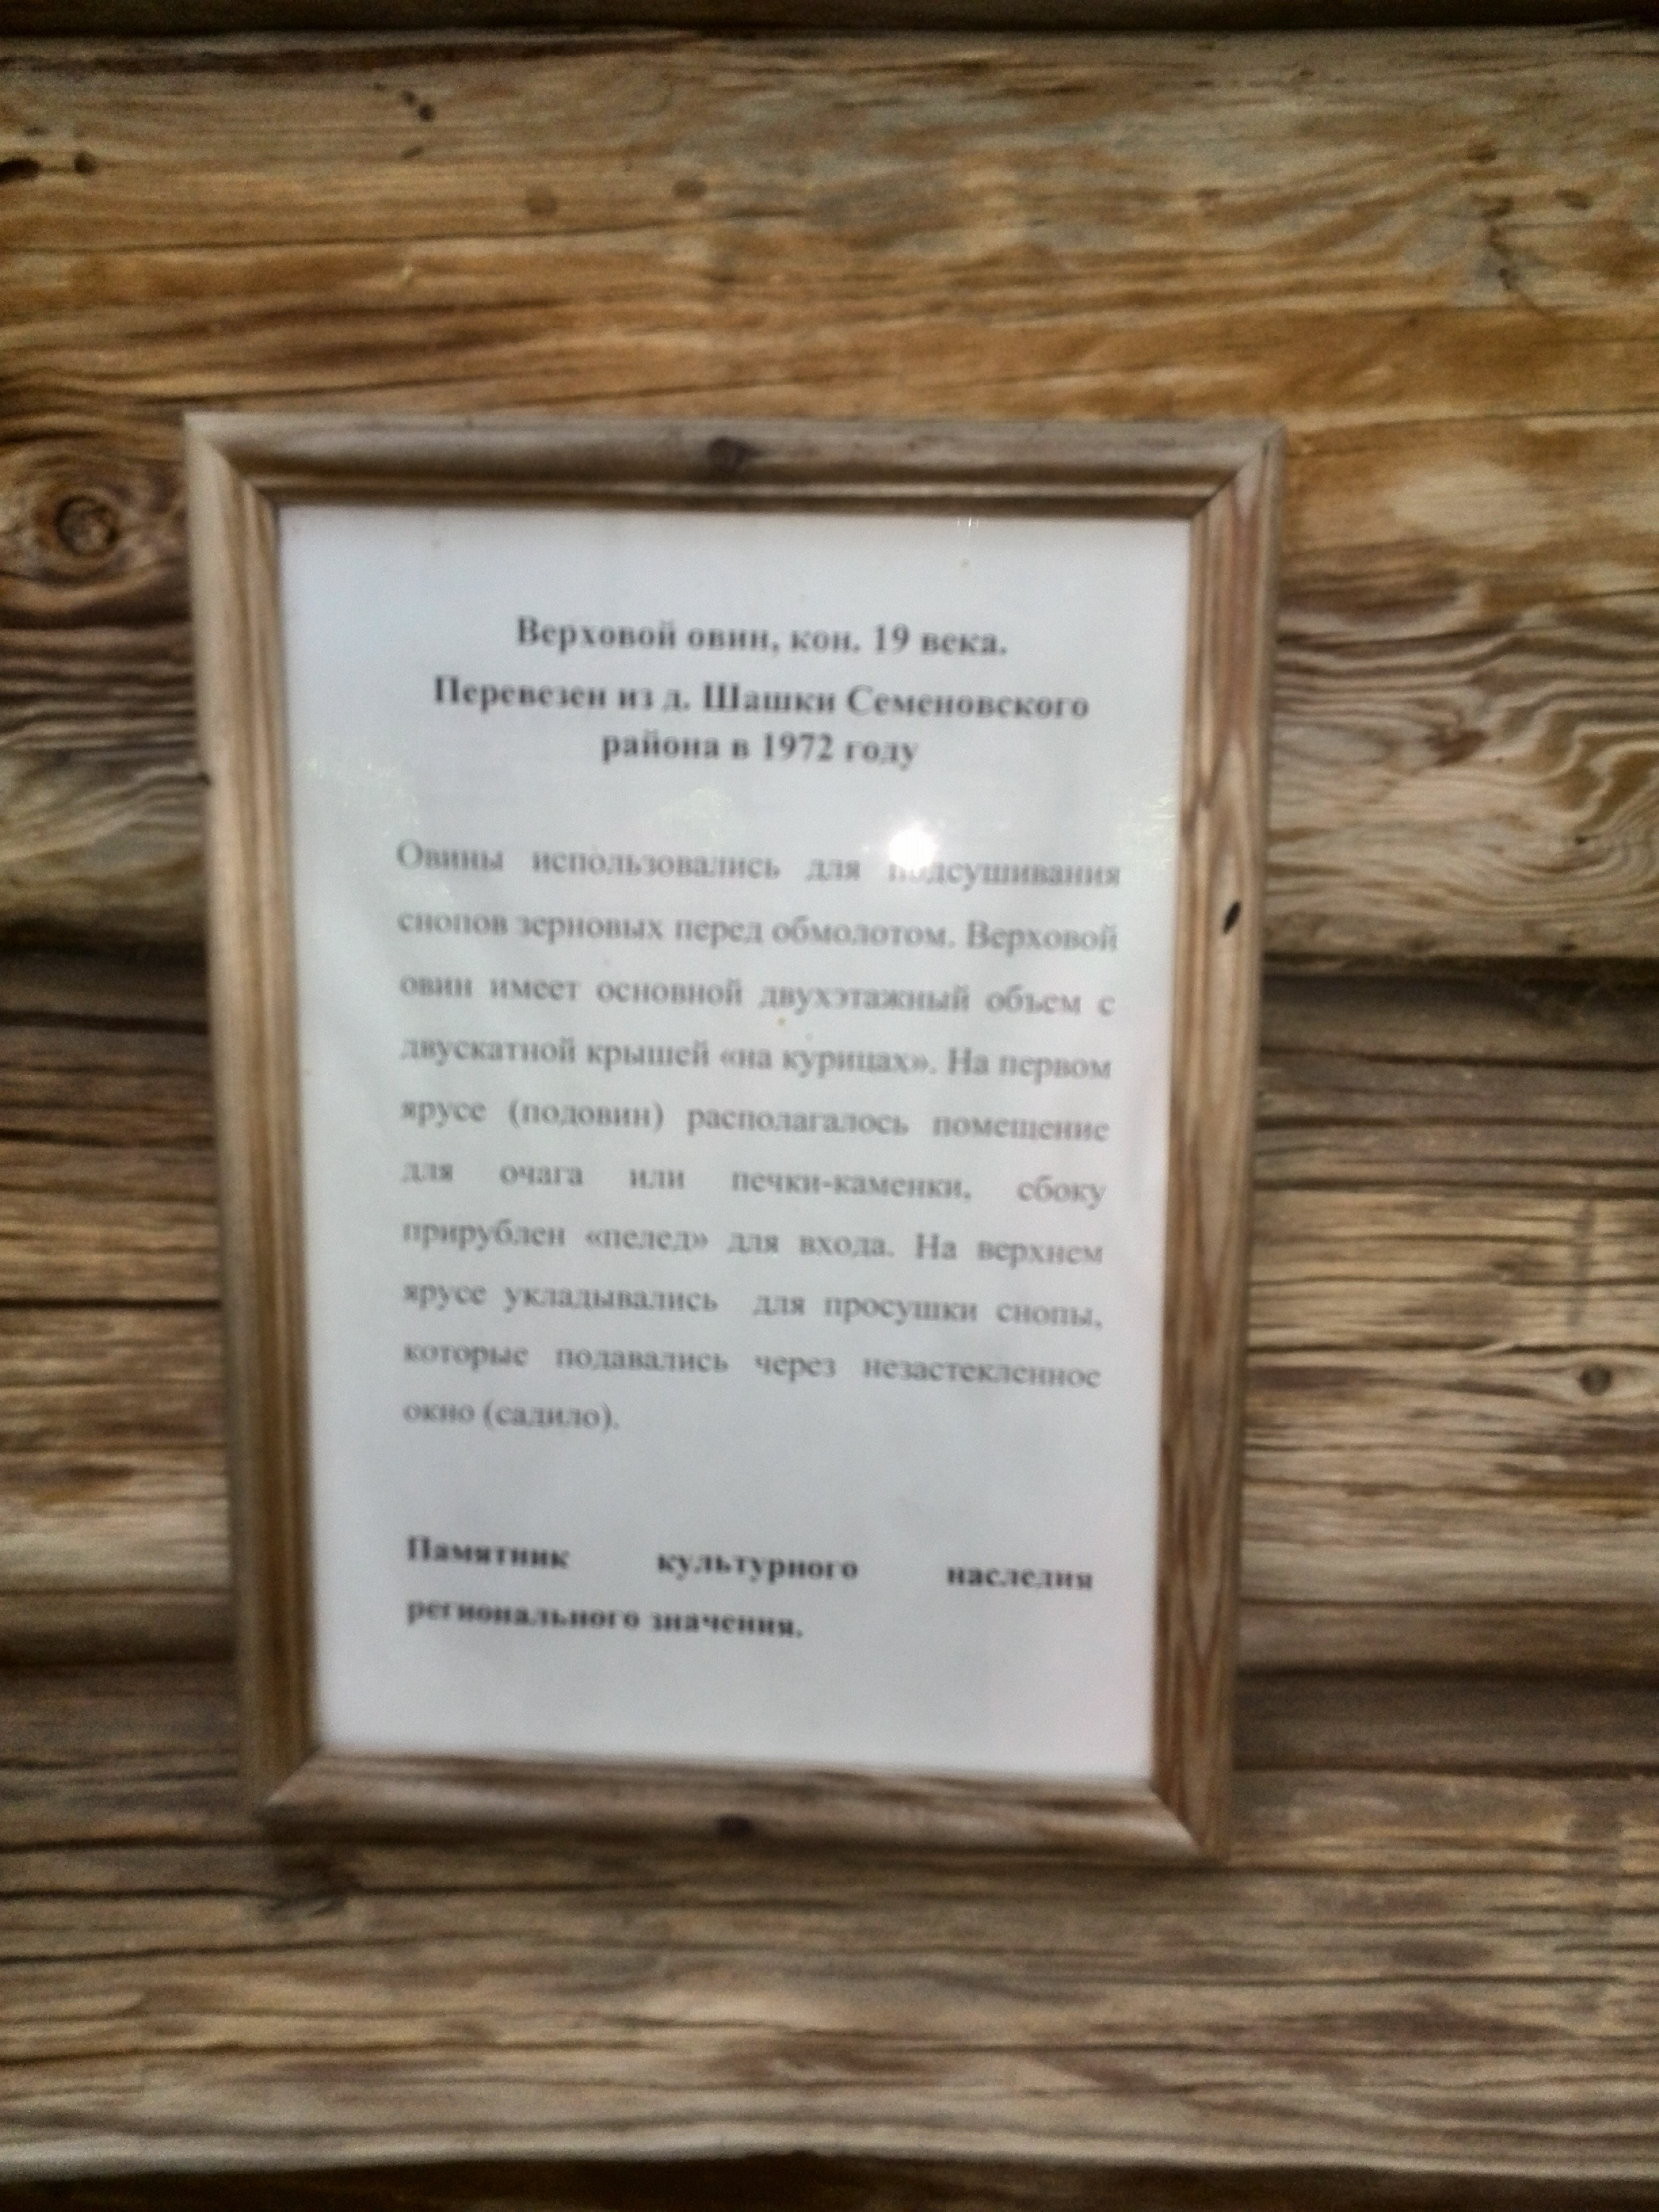 Верховой овин, кон. 19 века.
Перевезен из д. Шашки Семеновского
района в 1972 году
Овины использовались для подсушивания
снопов зерновых перед обмолотом. Верховой
овин имеет основной двухэтажный объем с
двускатной крышей «на курицах». На первом
ярусе (подовин) располагалось помещение
для очага или печки-каменки, сбоку
прирублен «пелед» для входа. На верхнем
ярусе укладывались для просушки снопы,
которые подавались через незастекленное
окно (садило).
Памятник культурного наследия
регионального значения.